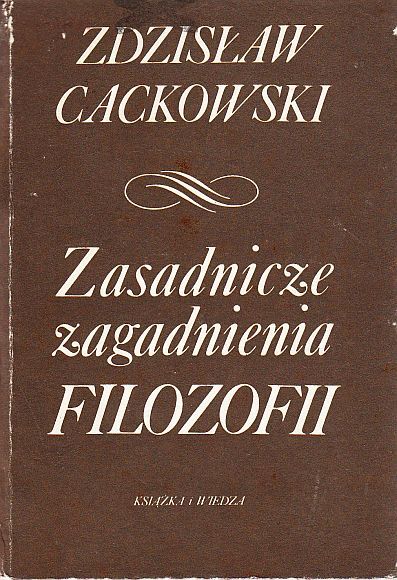 ZDZISŁAW
CACKOWSKI
Zasadnicze
zagadnienia
FILOZOFII
KSIĄŻKA i WIEDZA